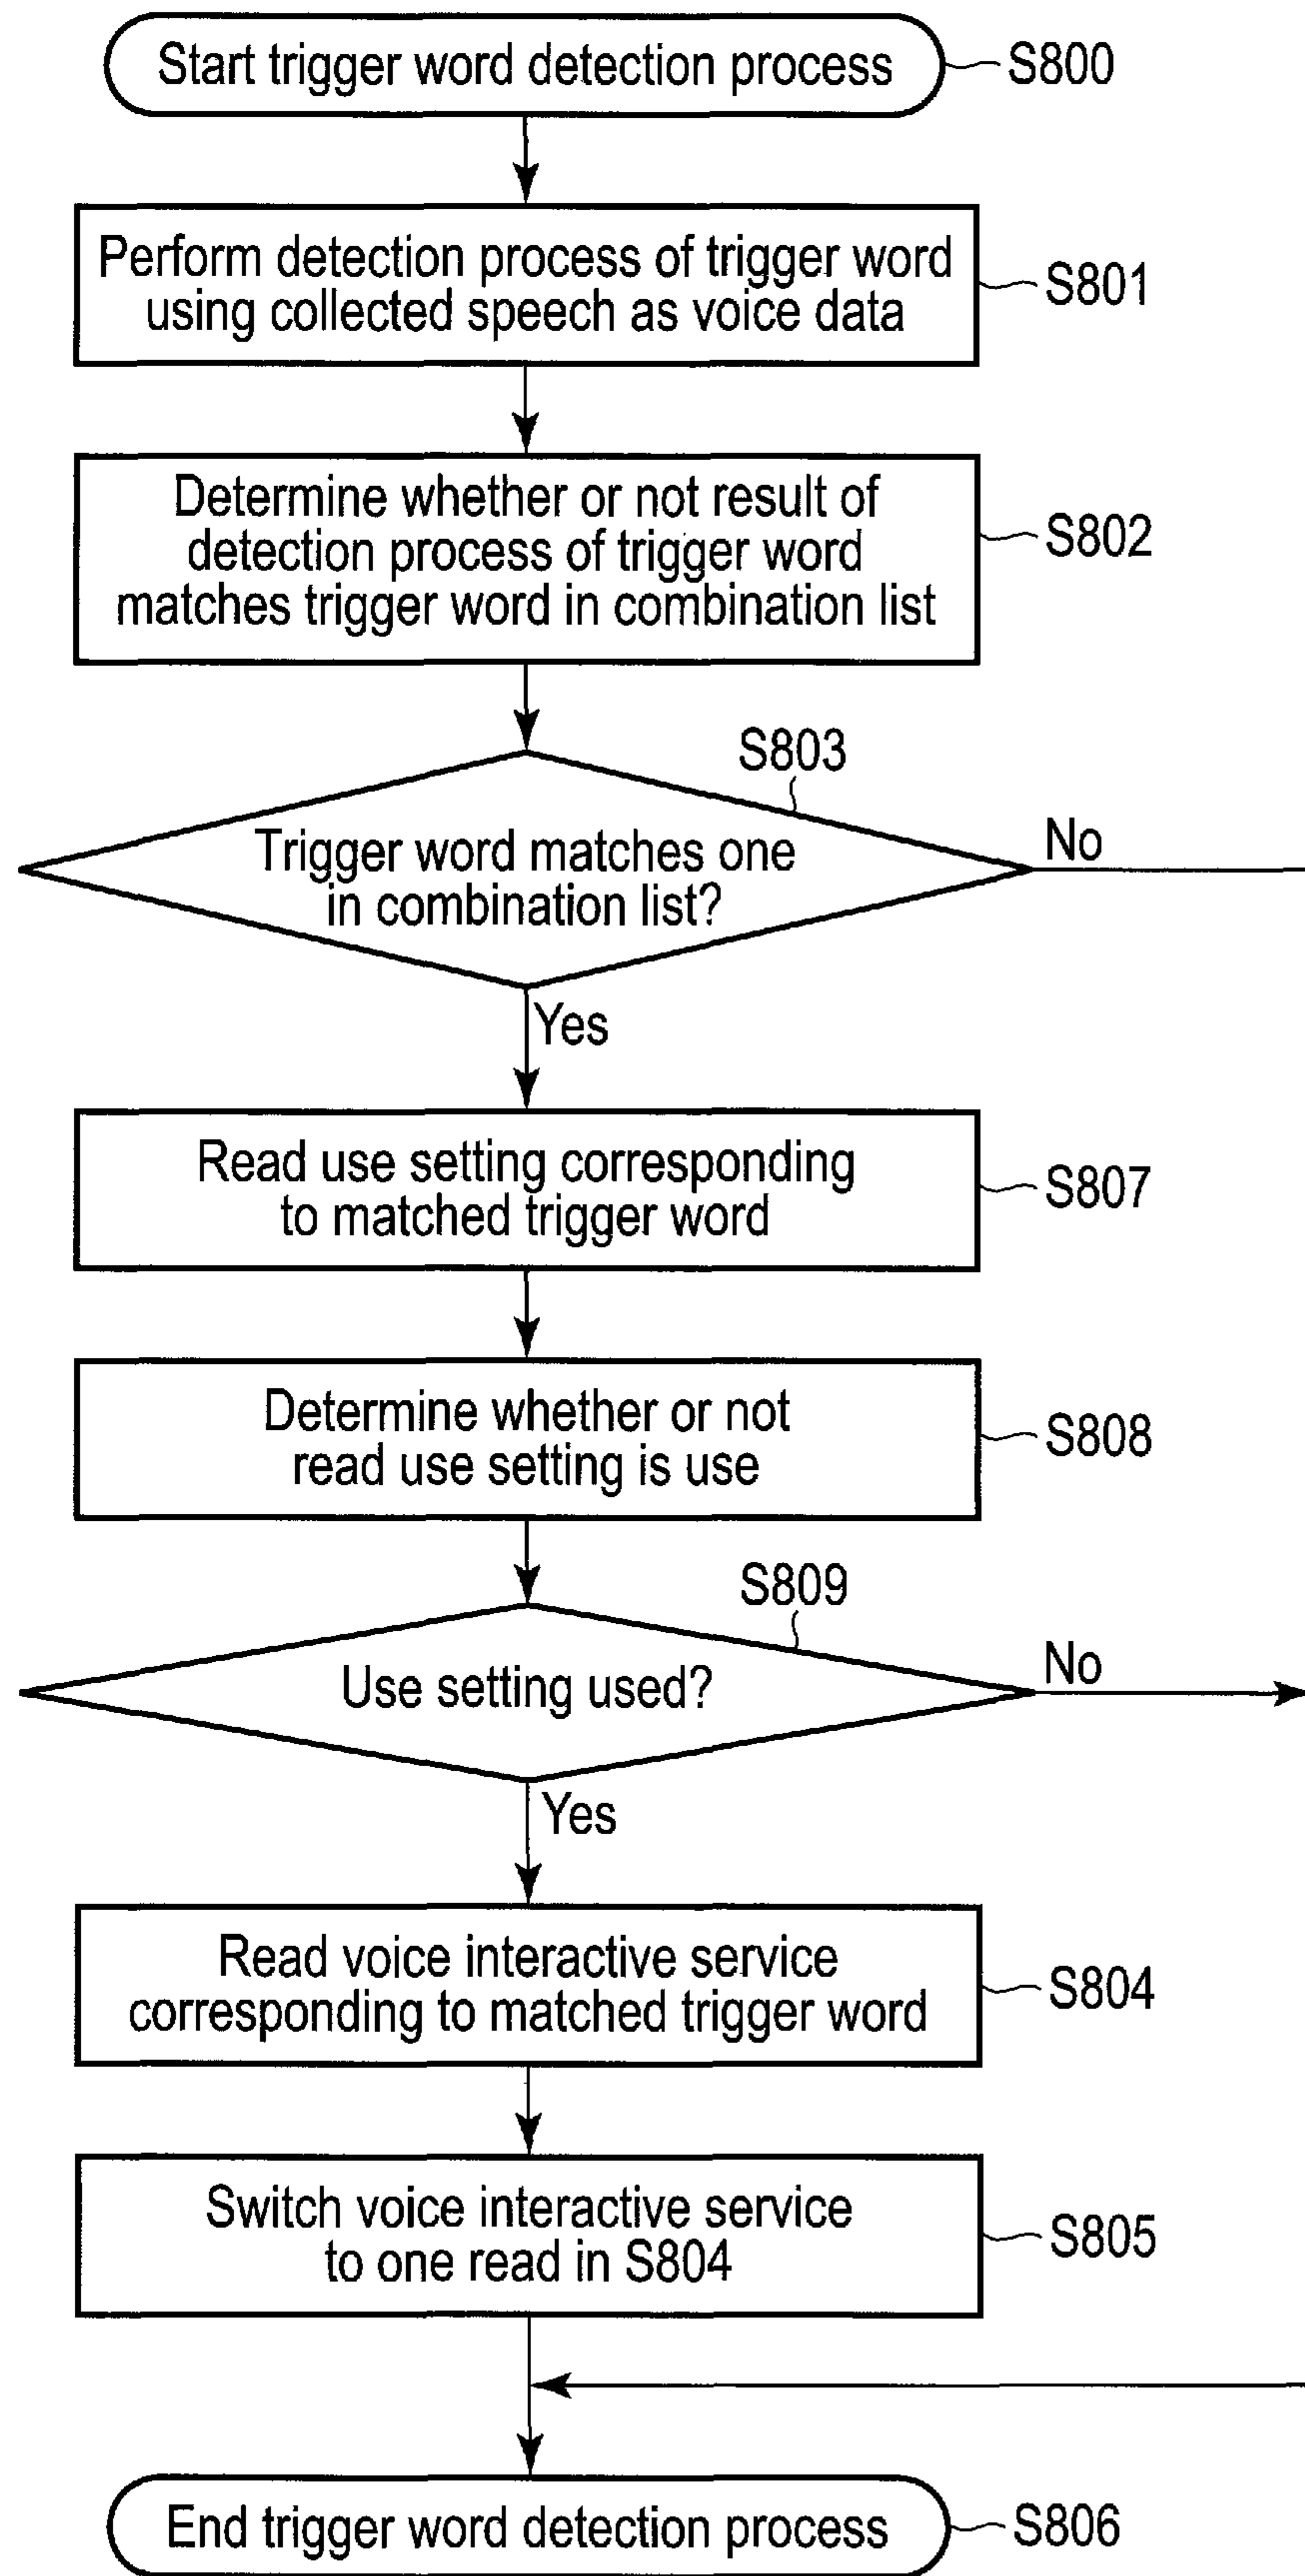 Start trigger word detection process
S800
Perform detection process of trigger word
using collected speech as voice data
S801
Determine whether or not result of
detection process of trigger word
matches trigger word in combination list
S802
S803
Trigger word matches one
in combination list?
No
Yes
Read use setting corresponding
to matched trigger word
S807
Determine whether or not
read use setting is use
S808
S809
Use setting used?
No
Yes
Read voice interactive service
corresponding to matched trigger word
S804
Switch voice interactive service
to one read in S804
S805
End trigger word detection process
S806